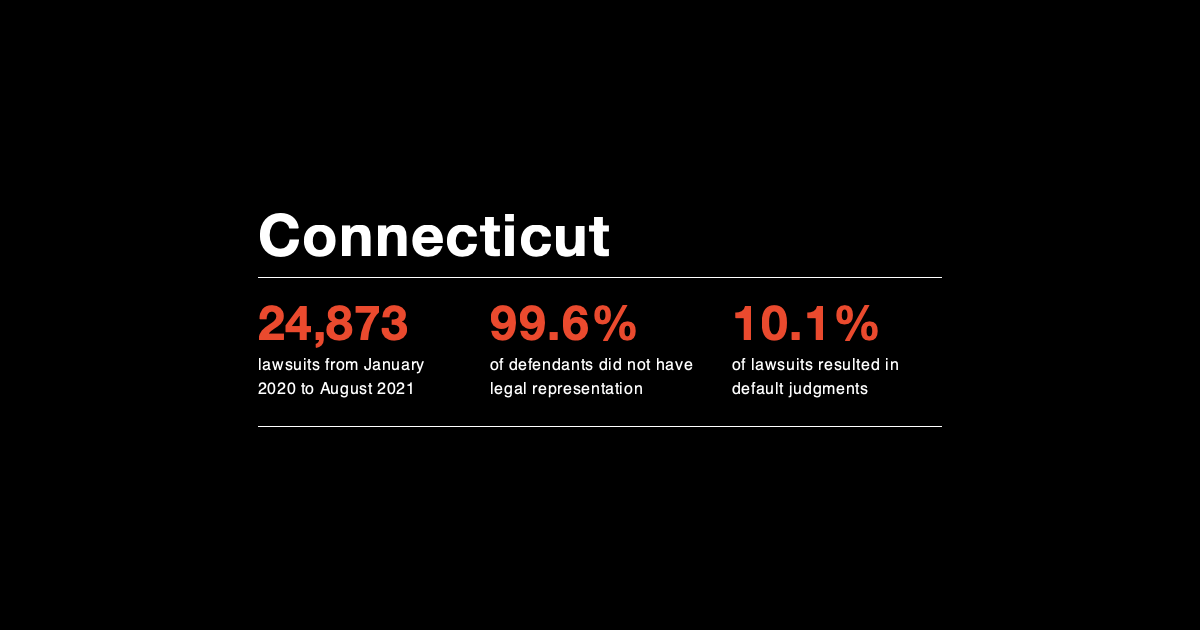 Connecticut
24,873
lawsuits from January
2020 to August 2021
99.6%
of defendants did not have
legal representation
10.1%
of lawsuits resulted in
default judgments